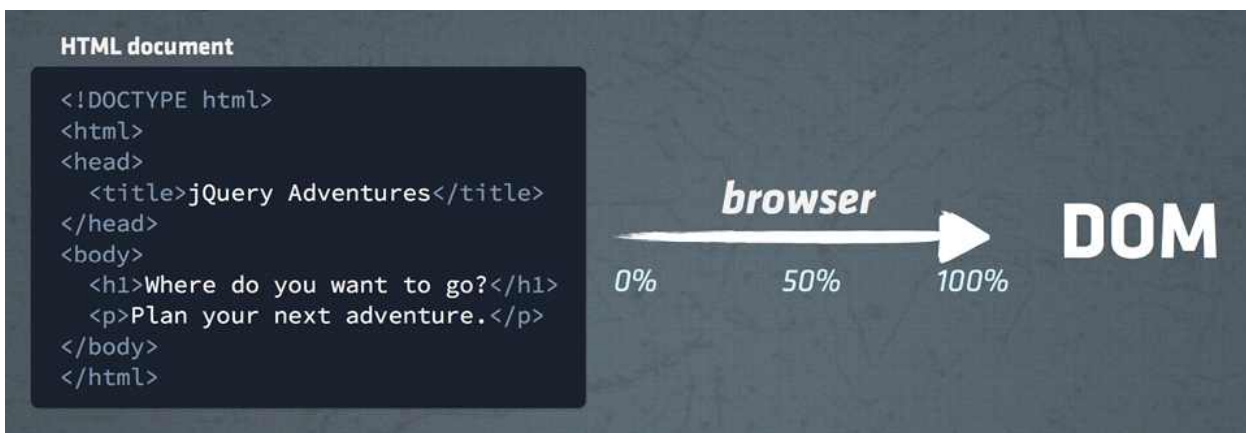 HTML document
<!DOCTYPE html>
<html>
<head>
  <title>jQuery Adventures</title>
</head>
<body>
  <h1>Where do you want to go?</h1>
  <p>Plan your next adventure.</p>
</body>
</html>
browser
0% 50% 100%
DOM